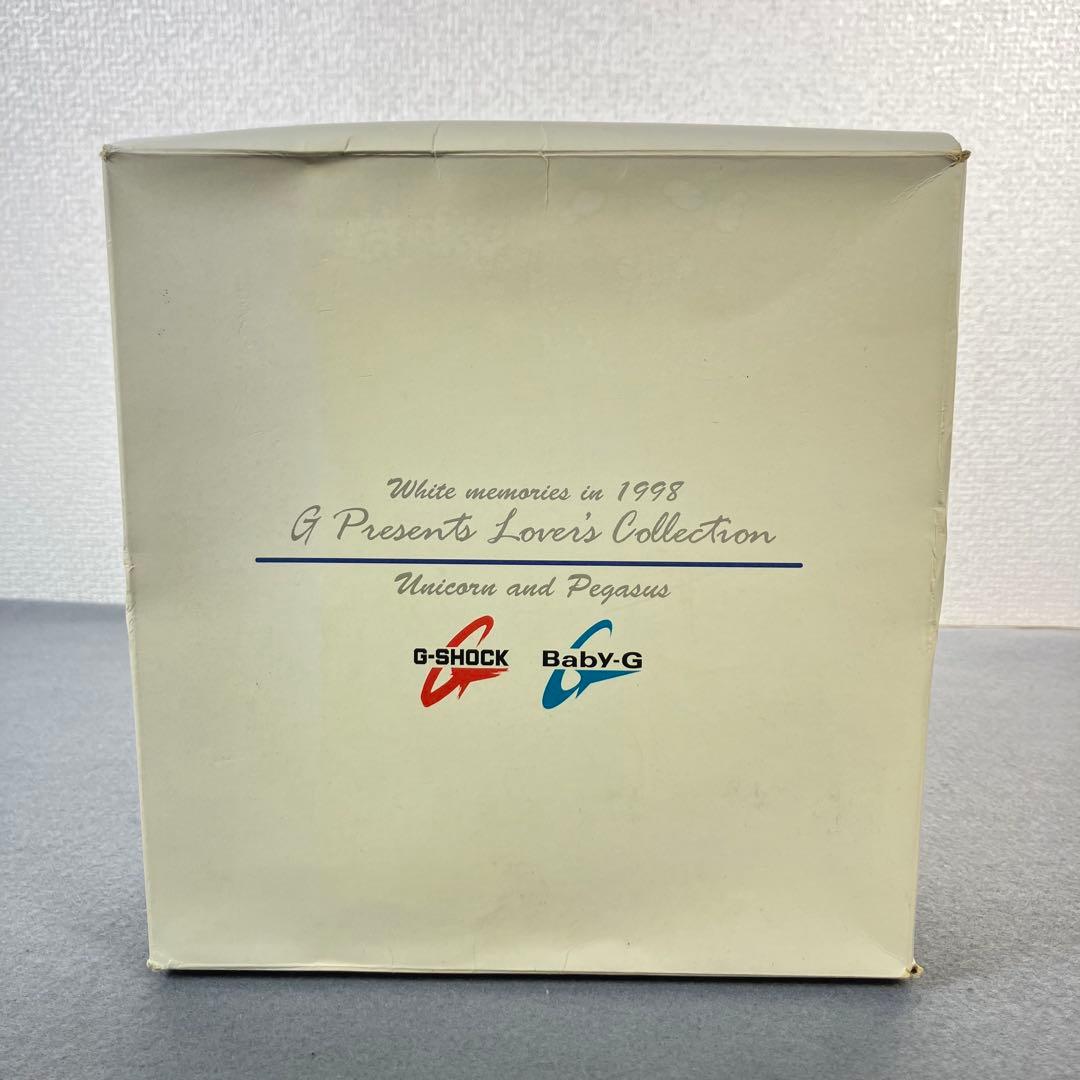 White memories in 1998
G Presents Lover's Collection
Unicorn and Pegasus
G-SHOCK Baby-G